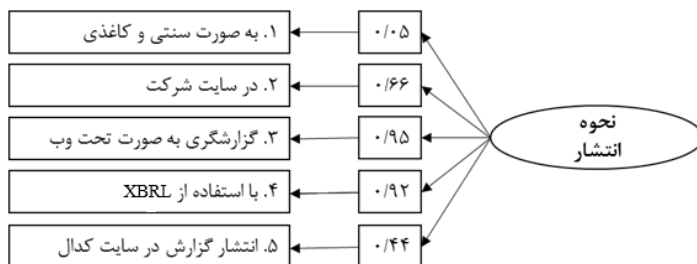 ۱. به صورت سنتی و کاغذی
۰/۰۵
۲. در سایت شرکت
۰/۶۶
۳. گزارشگری به صورت تحت وب
۰/۹۵
۴. با استفاده از XBRL
۰/۹۲
۵. انتشار گزارش در سایت کدال
۰/۴۴
نحوه
انتشار